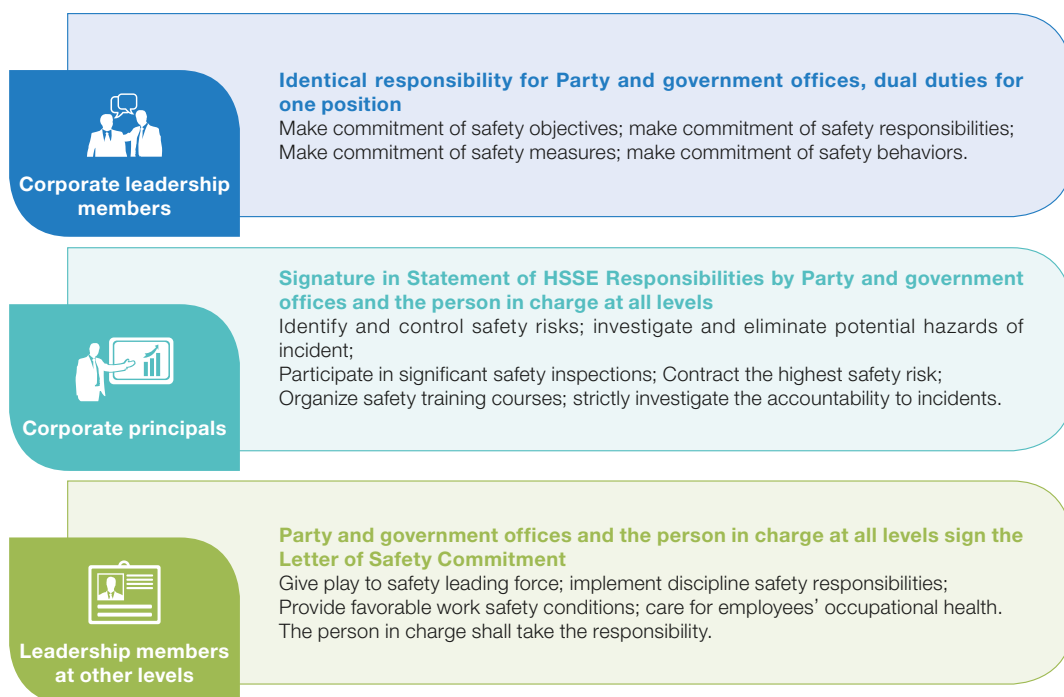 Identical responsibility for Party and government offices, dual duties for
one position
Make commitment of safety objectives; make commitment of safety responsibilities;
Make commitment of safety measures; make commitment of safety behaviors.
Corporate leadership
members
Signature in Statement of HSSE Responsibilities by Party and government
offices and the person in charge at all levels
Identify and control safety risks; investigate and eliminate potential hazards of
incident;
Participate in significant safety inspections; Contract the highest safety risk;
Organize safety training courses; strictly investigate the accountability to incidents.
Corporate principals
Party and government offices and the person in charge at all levels sign the
Letter of Safety Commitment
Give play to safety leading force; implement discipline safety responsibilities;
Provide favorable work safety conditions; care for employees’ occupational health.
The person in charge shall take the responsibility.
Leadership members
at other levels